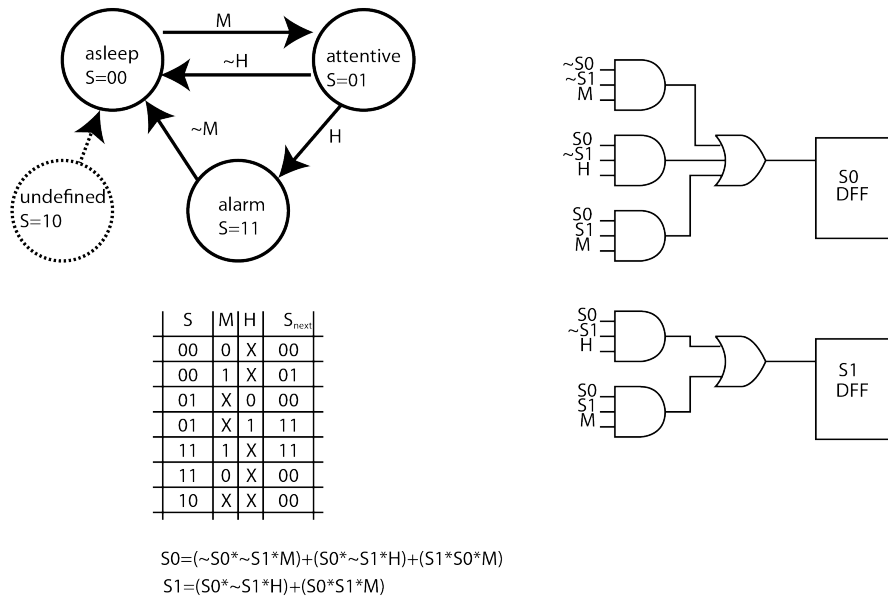 M
asleep
S=00
attentive
S=01
~H
~M
H
undefined
S=10
alarm
S=11
~S0
~S1
M
S0
~S1
H
S0
S1
M
S0
DFF
S0
~S1
H
S0
S1
M
S1
DFF
S M H Snext
00 0 X 00
00 1 X 01
01 X 0 00
01 X 1 11
11 1 X 11
11 0 X 00
10 X X 00
S0=(~S0*~S1*M)+(S0*~S1*H)+(S1*S0*M)
S1=(S0*~S1*H)+(S0*S1*M)